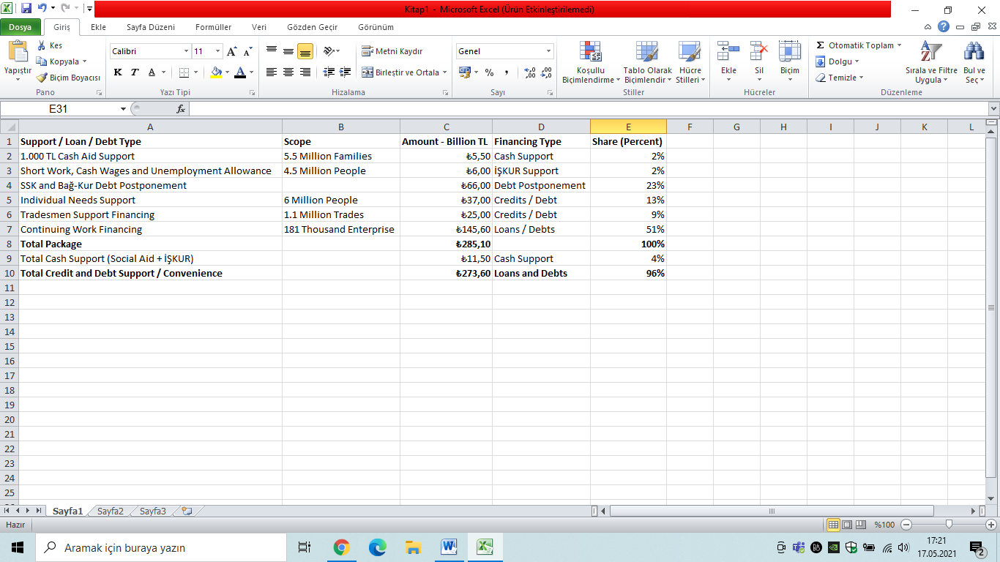 Kitap1 - Microsoft Excel (Ürün Etkinleştirilemedi)
Dosya Giriş Ekle Sayfa Düzeni Formüller Veri Gözden Geçir Görünüm
Yapıştır
Kes
Kopyala
Biçim Boyacısı
Pano
Calibri 11
K T A
Yazı Tipi
Metni Kaydır
Birleştir ve Ortala
Hizalama
Genel
Sayı
Koşullu Biçimlendirme
Tablo Olarak Biçimlendir
Hücre Stilleri
Stiller
Ekle Sil Biçim
Hücreler
Σ Otomatik Toplam
Dolgu
Temizle
Sırala ve Filtre Uygula
Bul ve Seç
Düzenleme
E31 fx
A B C D E F G H I J K L
1 Support / Loan / Debt Type Scope Amount - Billion TL Financing Type Share (Percent)
2 1.000 TL Cash Aid Support 5.5 Million Families ₺5,50 Cash Support 2%
3 Short Work, Cash Wages and Unemployment Allowance 4.5 Million People ₺6,00 İŞKUR Support 2%
4 SSK and Bağ-Kur Debt Postponement ₺66,00 Debt Postponement 23%
5 Individual Needs Support 6 Million People ₺37,00 Credits / Debt 13%
6 Tradesmen Support Financing 1.1 Million Trades ₺25,00 Credits / Debt 9%
7 Continuing Work Financing 181 Thousand Enterprise ₺145,60 Loans / Debts 51%
8 Total Package ₺285,10 100%
9 Total Cash Support (Social Aid + İŞKUR) ₺11,50 Cash Support 4%
10 Total Credit and Debt Support / Convenience ₺273,60 Loans and Debts 96%
11
12
13
14
15
16
17
18
19
20
21
22
23
24
25
Sayfa1 Sayfa2 Sayfa3
Hazır %100
Aramak için buraya yazın
17:21
17.05.2021
2